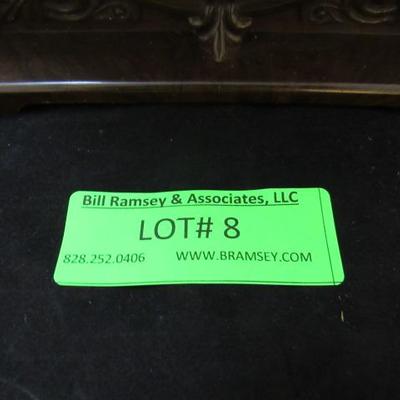 Bill Ramsey & Associates, LLC
LOT# 8
828.252.0406 WWW.BRAMSEY.COM